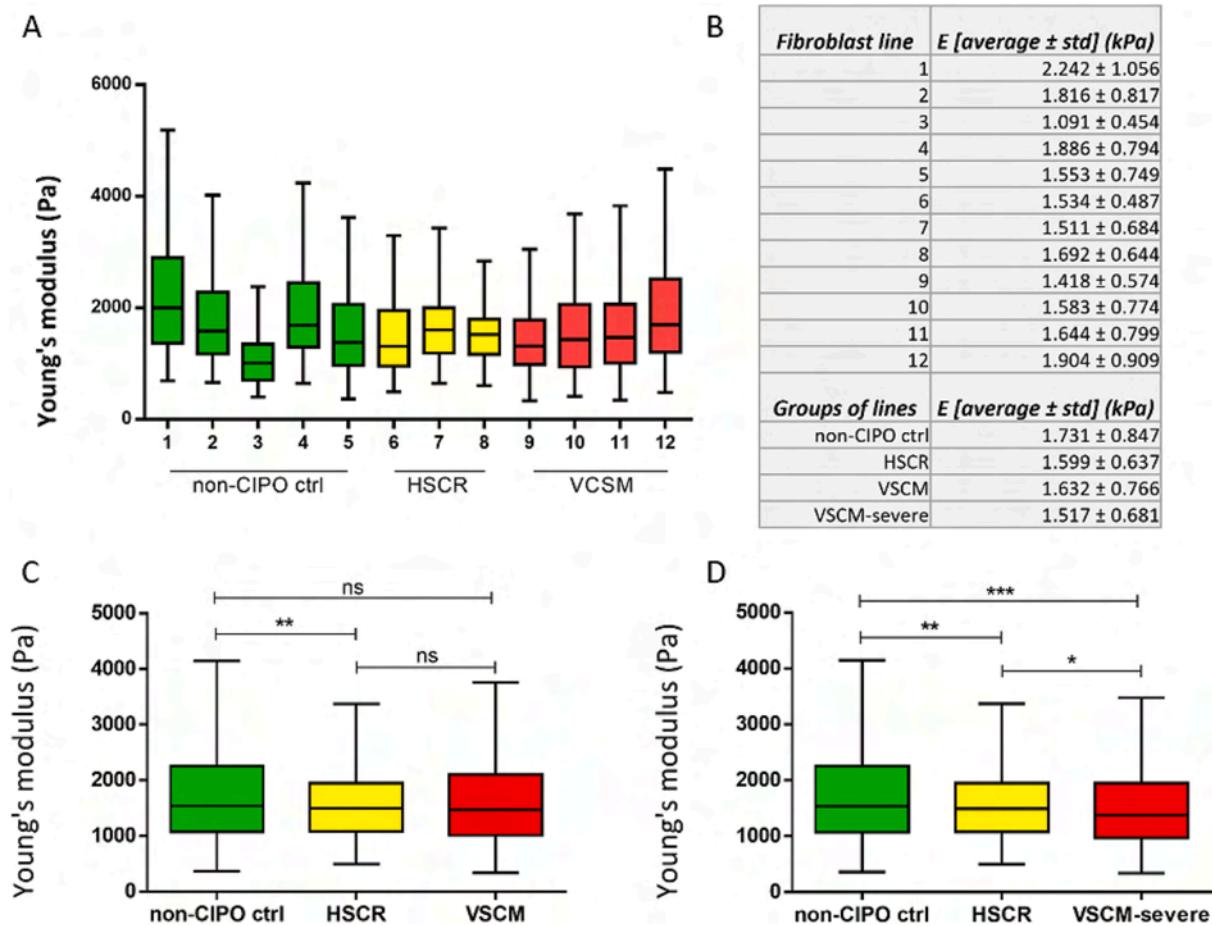 A
Young's modulus (Pa)
6000
4000
2000
0
1 2 3 4 5 6 7 8 9 10 11 12
non-CIPO ctrl HSCR VCSM
B
Fibroblast line E [average ± std] (kPa)
1 2.242 ± 1.056
2 1.816 ± 0.817
3 1.091 ± 0.454
4 1.886 ± 0.794
5 1.553 ± 0.749
6 1.534 ± 0.487
7 1.511 ± 0.684
8 1.692 ± 0.644
9 1.418 ± 0.574
10 1.583 ± 0.774
11 1.644 ± 0.799
12 1.904 ± 0.909
Groups of lines E [average ± std] (kPa)
non-CIPO ctrl 1.731 ± 0.847
HSCR 1.599 ± 0.637
VSCM 1.632 ± 0.766
VSCM-severe 1.517 ± 0.681
C
Young's modulus (Pa)
5000
4000
3000
2000
1000
0
ns
**
ns
non-CIPO ctrl HSCR VSCM
D
Young's modulus (Pa)
5000
4000
3000
2000
1000
0
***
**
*
non-CIPO ctrl HSCR VSCM-severe